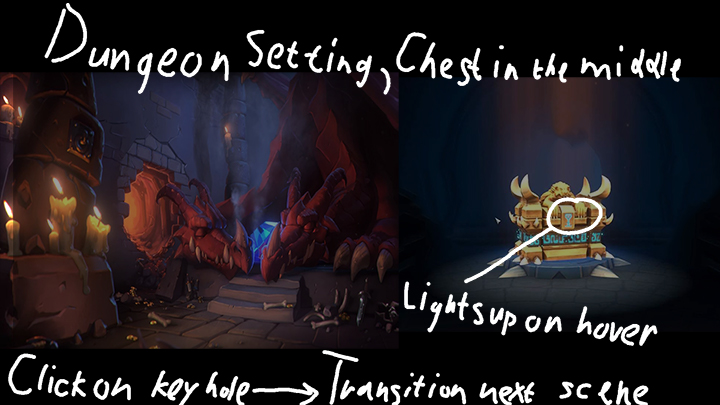 Dungeon Setting, Chest in the middle
Lights up on hover
Click on key hole → Transition next scene